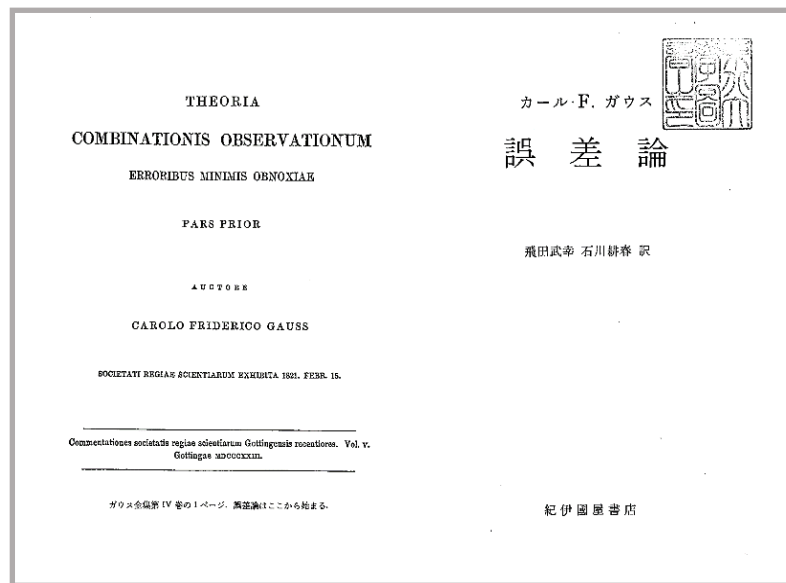 THEORIA
COMBINATIONIS OBSERVATIONUM
ERRORIBUS MINIMIS OBNOXIAE
PARS PRIOR
AUCTORE
CAROLO FRIDERICO GAUSS
SOCIETATI REGIAE SCIENTIARUM EXHIBITA 1821. FEBR. 15.
Commentationes societatis regiae scientiarum Gottingensis recentiores. Vol. V.
Gottingae MDCCCXXIII.
ガウス全集第 IV 巻の 1 ページ. 誤差論はここから始まる.
カール・F. ガウス
誤差論
飛田武幸 石川耕春 訳
紀伊國屋書店